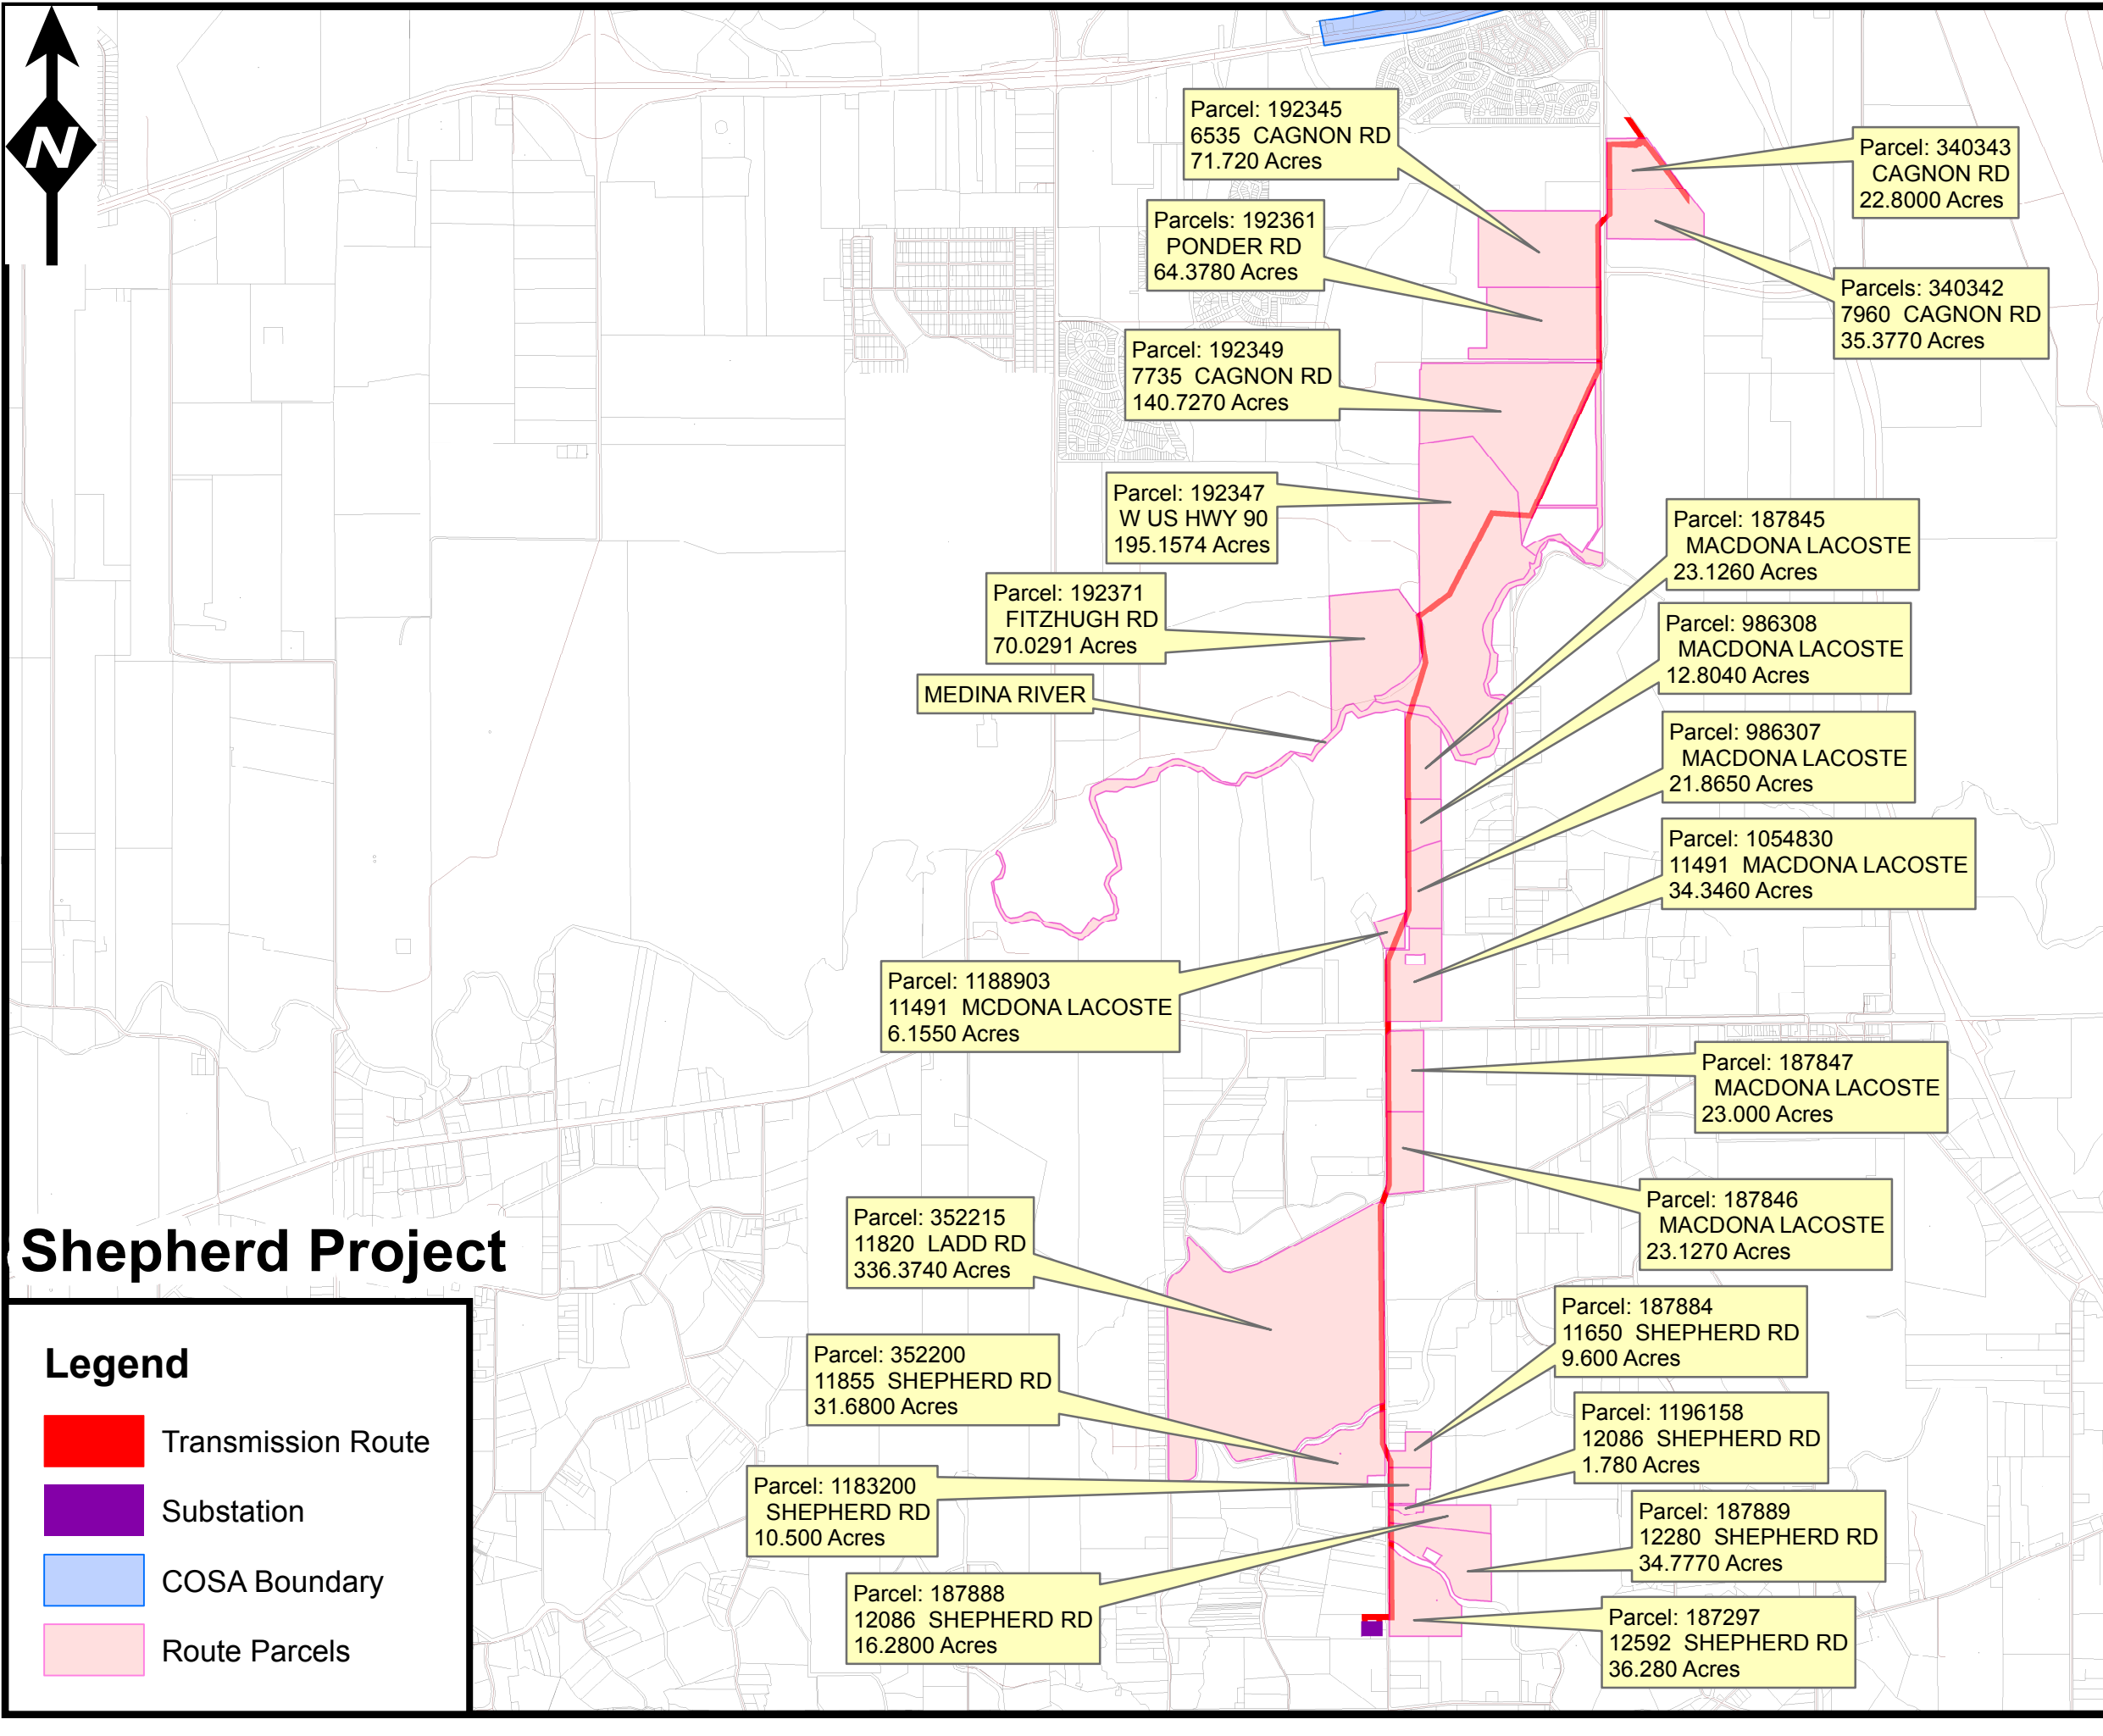 N
Parcel: 192345
6535 CAGNON RD
71.720 Acres
Parcel: 340343
CAGNON RD
22.8000 Acres
Parcels: 192361
PONDER RD
64.3780 Acres
Parcels: 340342
7960 CAGNON RD
35.3770 Acres
Parcel: 192349
7735 CAGNON RD
140.7270 Acres
Parcel: 192347
W US HWY 90
195.1574 Acres
Parcel: 187845
MACDONA LACOSTE
23.1260 Acres
Parcel: 192371
FITZHUGH RD
70.0291 Acres
Parcel: 986308
MACDONA LACOSTE
12.8040 Acres
MEDINA RIVER
Parcel: 986307
MACDONA LACOSTE
21.8650 Acres
Parcel: 1054830
11491 MACDONA LACOSTE
34.3460 Acres
Parcel: 1188903
11491 MCDONA LACOSTE
6.1550 Acres
Parcel: 187847
MACDONA LACOSTE
23.000 Acres
Parcel: 187846
MACDONA LACOSTE
23.1270 Acres
Parcel: 352215
11820 LADD RD
336.3740 Acres
Parcel: 187884
11650 SHEPHERD RD
9.600 Acres
Parcel: 352200
11855 SHEPHERD RD
31.6800 Acres
Parcel: 1196158
12086 SHEPHERD RD
1.780 Acres
Parcel: 1183200
SHEPHERD RD
10.500 Acres
Parcel: 187889
12280 SHEPHERD RD
34.7770 Acres
Parcel: 187888
12086 SHEPHERD RD
16.2800 Acres
Parcel: 187297
12592 SHEPHERD RD
36.280 Acres
Shepherd Project
Legend
Transmission Route
Substation
COSA Boundary
Route Parcels